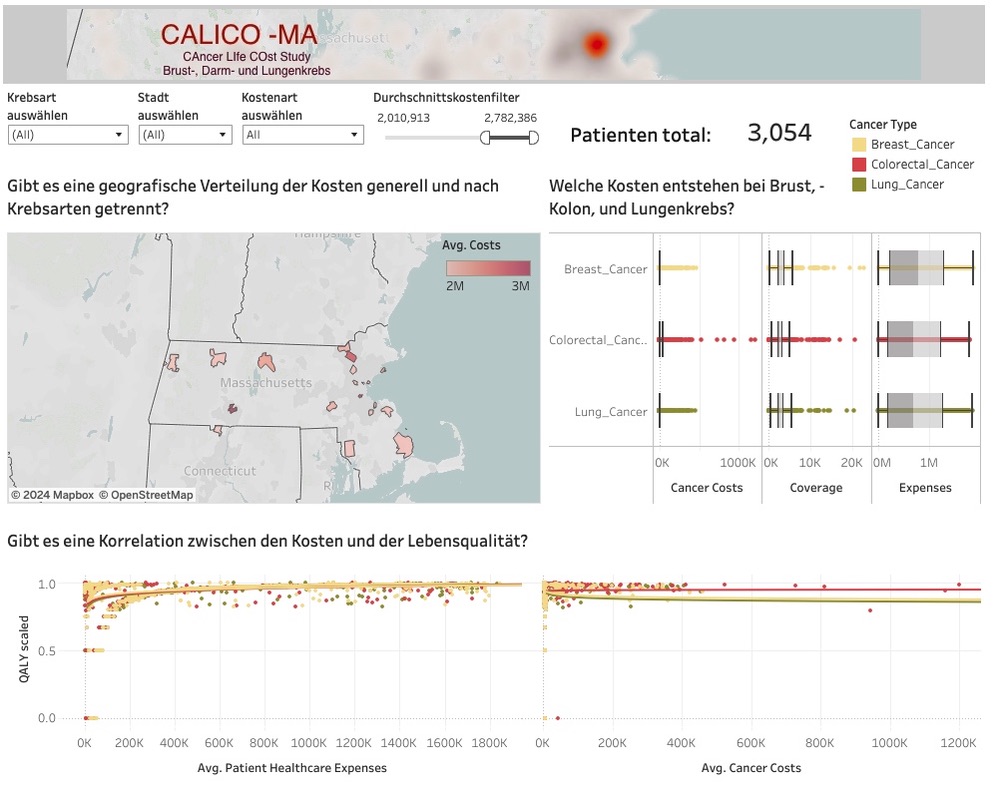 sachuset
CALICO -MA
CAncer LIfe COst Study
Brust-, Darm- und Lungenkrebs
Krebsart auswählen
(All)
Stadt auswählen
(All)
Kostenart auswählen
All
Durchschnittskostenfilter
2,010,913 2,782,386
Patienten total: 3,054
Cancer Type
Breast_Cancer
Colorectal_Cancer
Lung_Cancer
Gibt es eine geografische Verteilung der Kosten generell und nach
Krebsarten getrennt?
Hampshire
Avg. Costs
2M 3M
Massachusetts
Connecticut
R
© 2024 Mapbox © OpenStreetMap
Welche Kosten entstehen bei Brust, -
Kolon, und Lungenkrebs?
Breast_Cancer
Colorectal_Canc..
Lung_Cancer
0K 1000K 0K 10K 20K 0M 1M
Cancer Costs Coverage Expenses
Gibt es eine Korrelation zwischen den Kosten und der Lebensqualität?
QALY scaled
1.0
0.5
0.0
0K 200K 400K 600K 800K 1000K 1200K 1400K 1600K 1800K
Avg. Patient Healthcare Expenses
0K 200K 400K 600K 800K 1000K 1200K
Avg. Cancer Costs